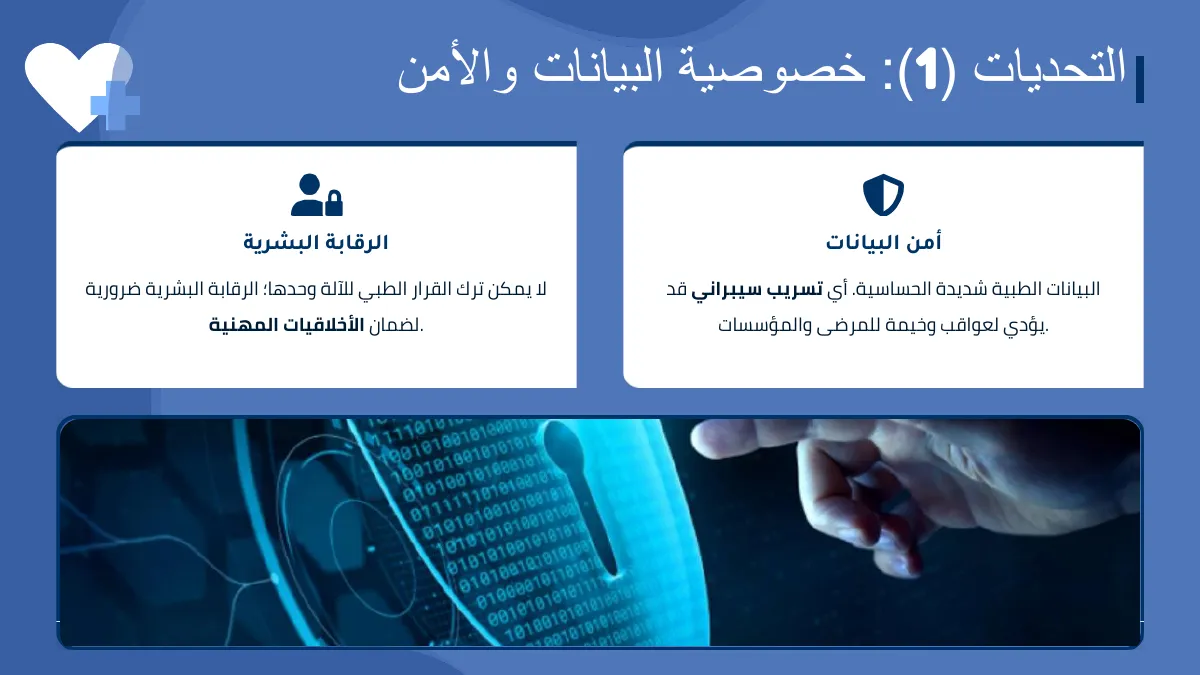 التحديات (1): خصوصية البيانات والأمن
أمن البيانات
البيانات الطبية شديدة الحساسية. أي تسريب سيبراني قد
يؤدي لعواقب وخيمة للمرضى والمؤسسات.
الرقابة البشرية
لا يمكن ترك القرار الطبي للآلة وحدها؛ الرقابة البشرية ضرورية
لضمان الأخلاقيات المهنية.